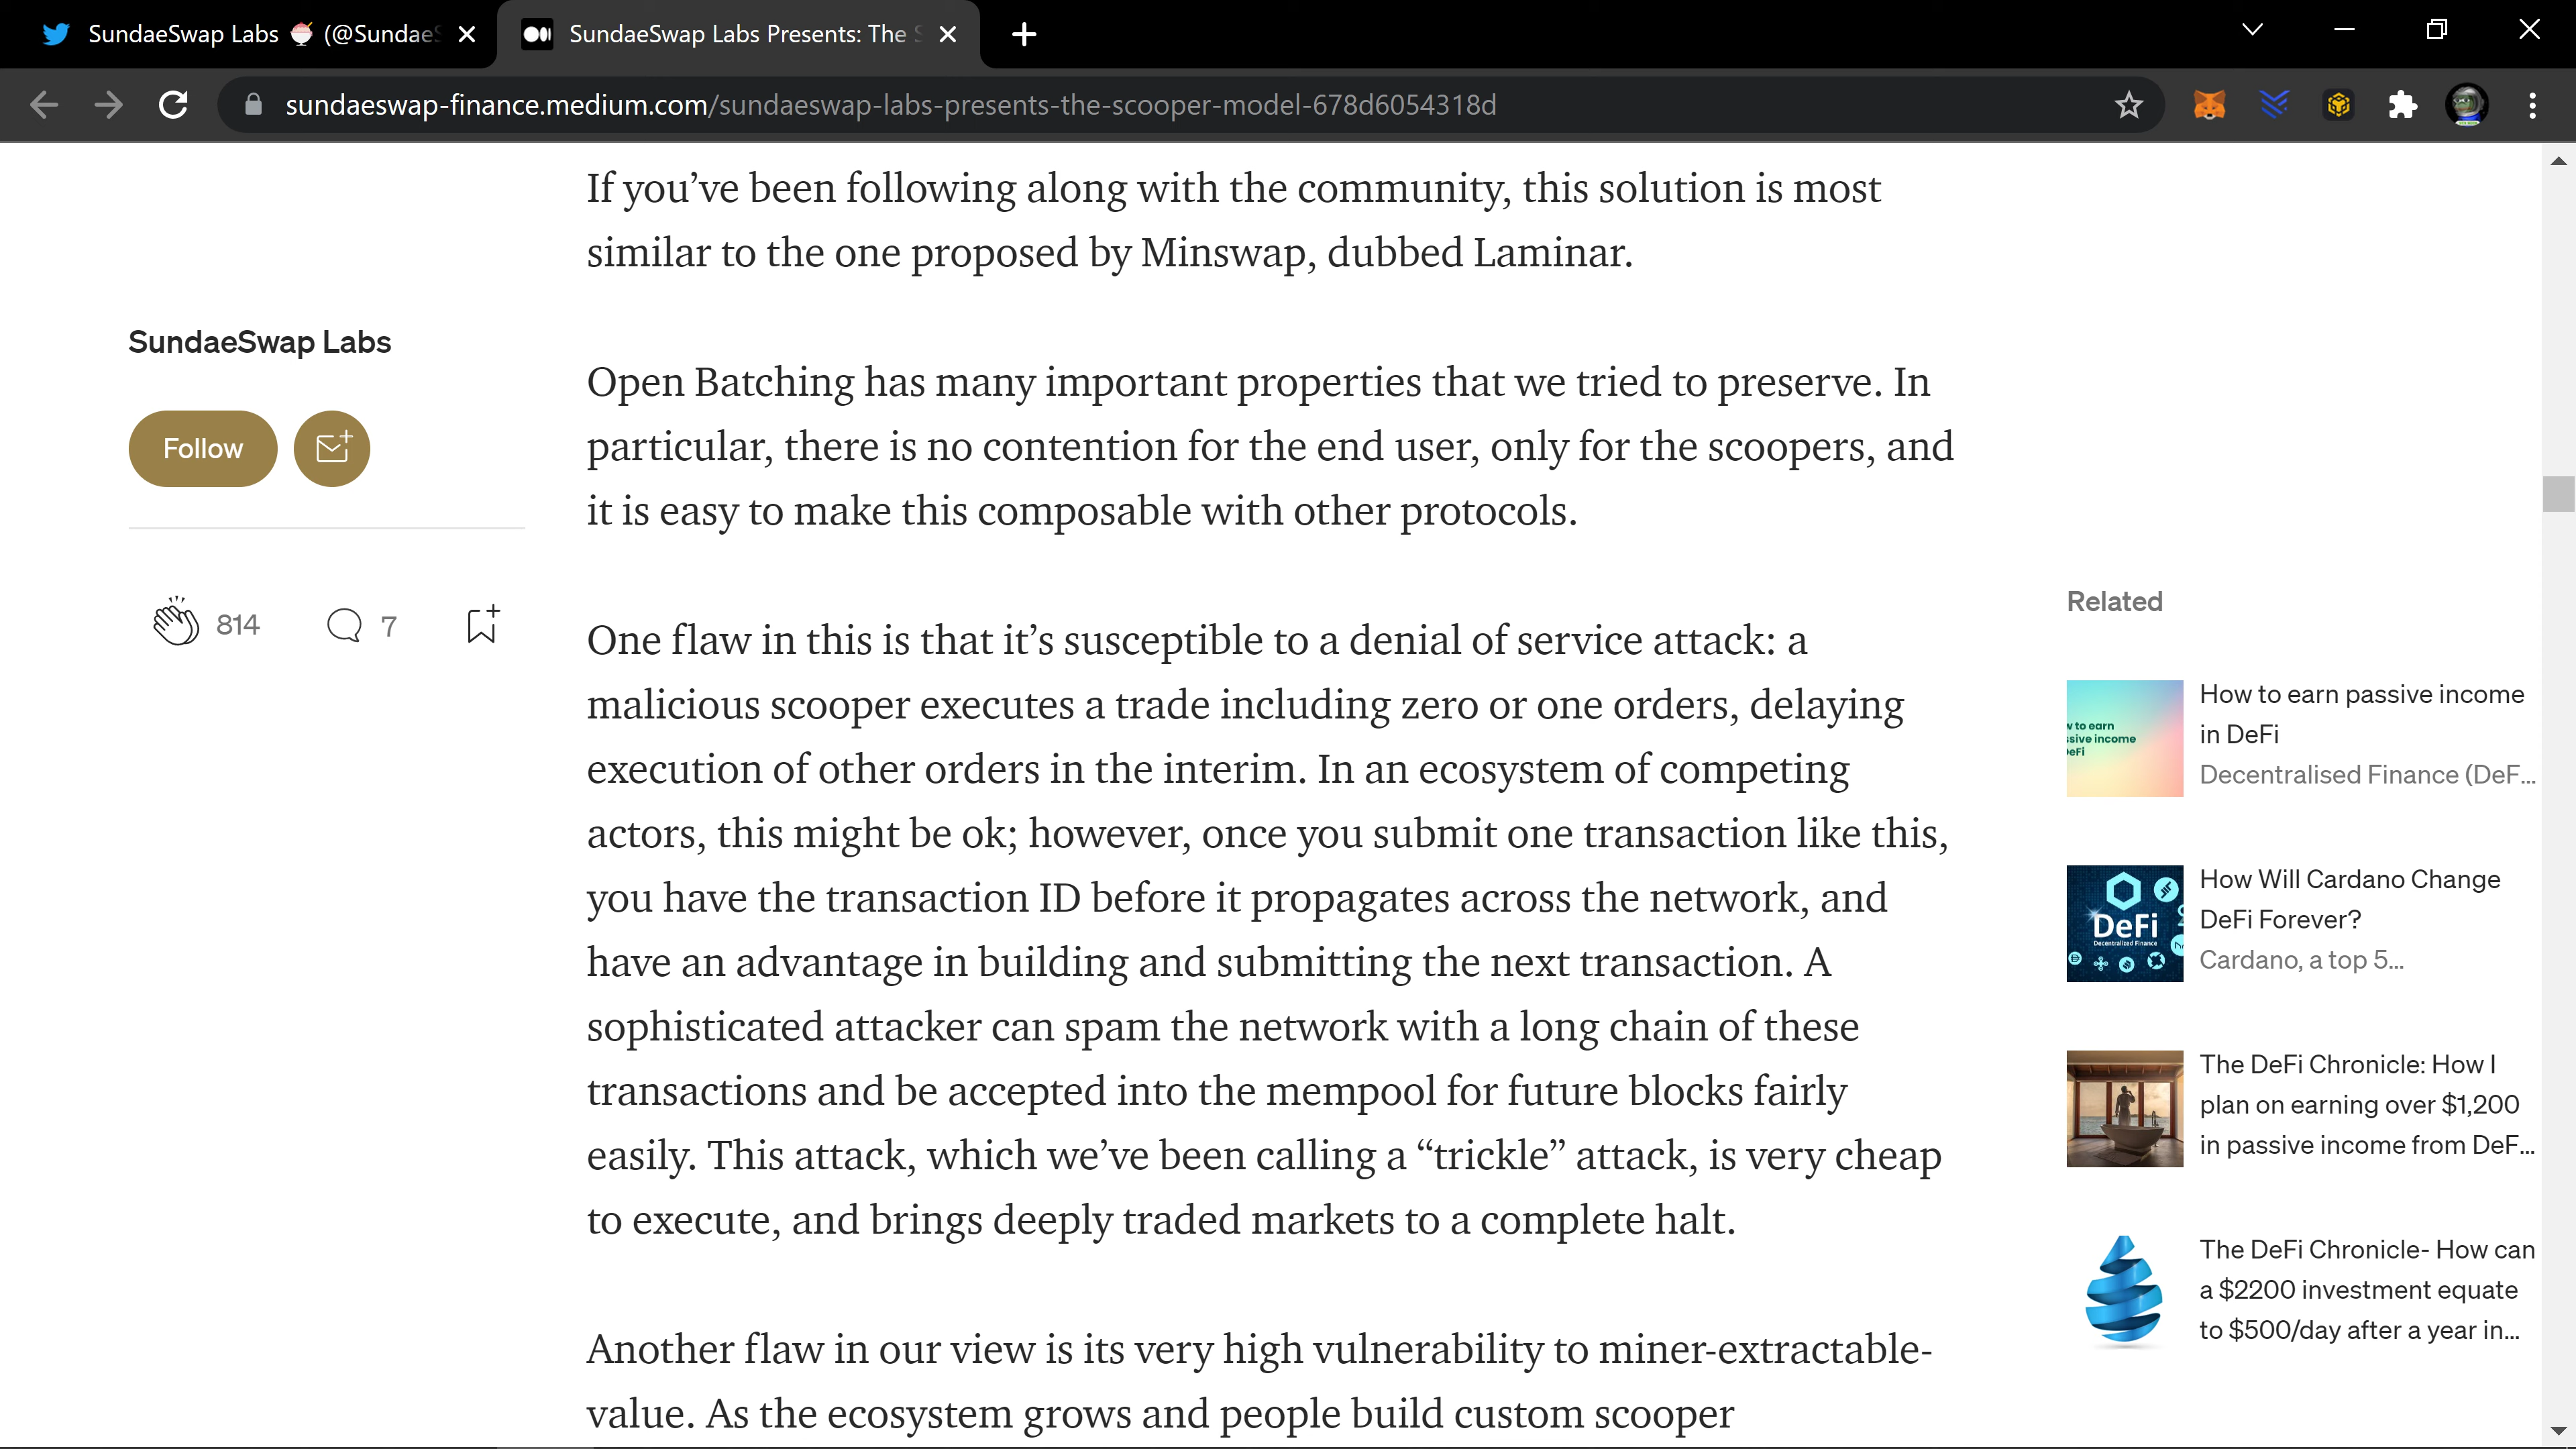 SundaeSwap Labs 🍧 (@SundaeS
SundaeSwap Labs Presents: The S
sundaeswap-finance.medium.com/sundaeswap-labs-presents-the-scooper-model-678d6054318d
If you’ve been following along with the community, this solution is most
similar to the one proposed by Minswap, dubbed Laminar.
SundaeSwap Labs
Follow
814
7
Open Batching has many important properties that we tried to preserve. In
particular, there is no contention for the end user, only for the scoopers, and
it is easy to make this composable with other protocols.
One flaw in this is that it’s susceptible to a denial of service attack: a
malicious scooper executes a trade including zero or one orders, delaying
execution of other orders in the interim. In an ecosystem of competing
actors, this might be ok; however, once you submit one transaction like this,
you have the transaction ID before it propagates across the network, and
have an advantage in building and submitting the next transaction. A
sophisticated attacker can spam the network with a long chain of these
transactions and be accepted into the mempool for future blocks fairly
easily. This attack, which we’ve been calling a “trickle” attack, is very cheap
to execute, and brings deeply traded markets to a complete halt.
Another flaw in our view is its very high vulnerability to miner-extractable-
value. As the ecosystem grows and people build custom scooper
Related
w to earn
ssive income
DeFi
How to earn passive income
in DeFi
Decentralised Finance (DeF...
DeFi
Decentralized Finance
How Will Cardano Change
DeFi Forever?
Cardano, a top 5...
The DeFi Chronicle: How I
plan on earning over $1,200
in passive income from DeF...
The DeFi Chronicle- How can
a $2200 investment equate
to $500/day after a year in...